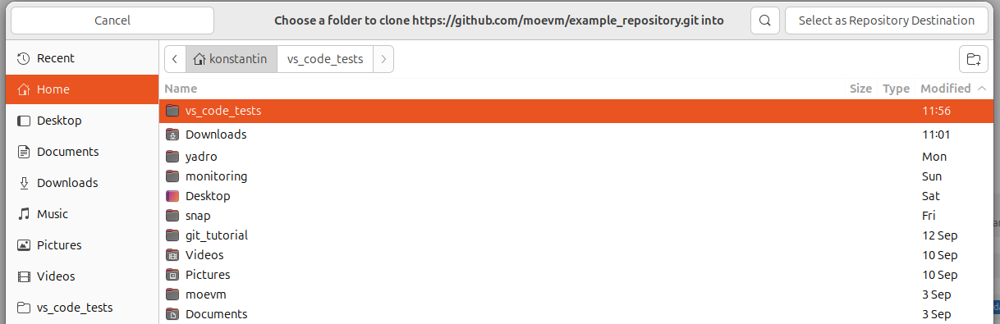 Cancel Choose a folder to clone https://github.com/moevm/example_repository.git into Select as Repository Destination
Recent
Home
Desktop
Documents
Downloads
Music
Pictures
Videos
vs_code_tests
konstantin vs_code_tests
Name Size Type Modified
vs_code_tests 11:56
Downloads 11:01
yadro Mon
monitoring Sun
Desktop Sat
snap Fri
git_tutorial 12 Sep
Videos 10 Sep
Pictures 10 Sep
moevm 3 Sep
Documents 3 Sep